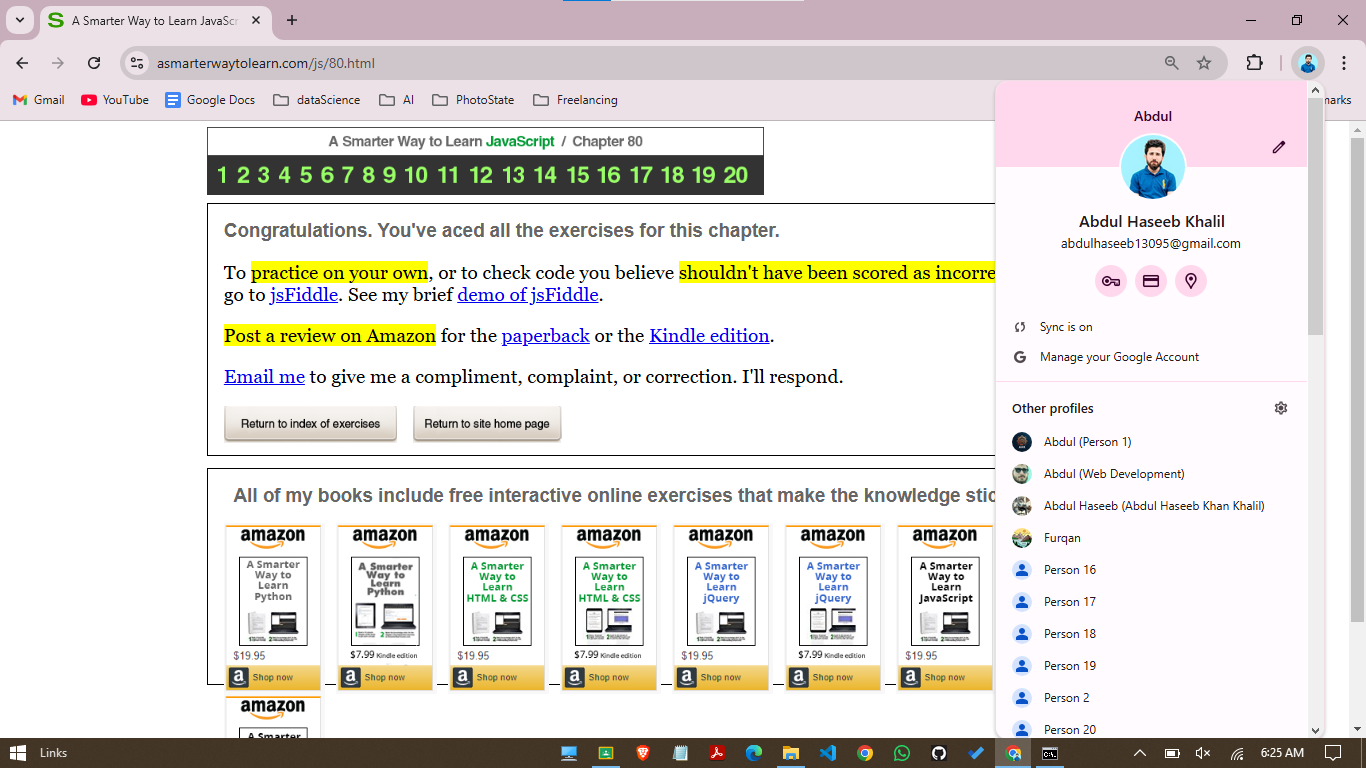 A Smarter Way to Learn JavaScr
asmarterwaytolearn.com/js/80.html
Gmail YouTube Google Docs dataScience AI PhotoState Freelancing marks
A Smarter Way to Learn JavaScript / Chapter 80
1 2 3 4 5 6 7 8 9 10 11 12 13 14 15 16 17 18 19 20
Congratulations. You've aced all the exercises for this chapter.
To practice on your own, or to check code you believe shouldn't have been scored as incorre
go to jsFiddle. See my brief demo of jsFiddle.
Post a review on Amazon for the paperback or the Kindle edition.
Email me to give me a compliment, complaint, or correction. I'll respond.
Return to index of exercises Return to site home page
All of my books include free interactive online exercises that make the knowledge stic
amazon amazon amazon amazon amazon amazon amazon
A Smarter Way to Learn Python
$19.95
Shop now
A Smarter Way to Learn Python
$7.99 Kindle edition
Shop now
A Smarter Way to Learn HTML & CSS
$19.95
Shop now
A Smarter Way to Learn HTML & CSS
$7.99 Kindle edition
Shop now
A Smarter Way to Learn jQuery
$19.95
Shop now
A Smarter Way to Learn jQuery
$7.99 Kindle edition
Shop now
A Smarter Way to Learn JavaScript
$19.95
Shop now
amazon
A Smarter
Abdul
Abdul Haseeb Khalil
abdulhaseeb13095@gmail.com
Sync is on
Manage your Google Account
Other profiles
Abdul (Person 1)
Abdul (Web Development)
Abdul Haseeb (Abdul Haseeb Khan Khalil)
Furqan
Person 16
Person 17
Person 18
Person 19
Person 2
Person 20
Links
6:25 AM